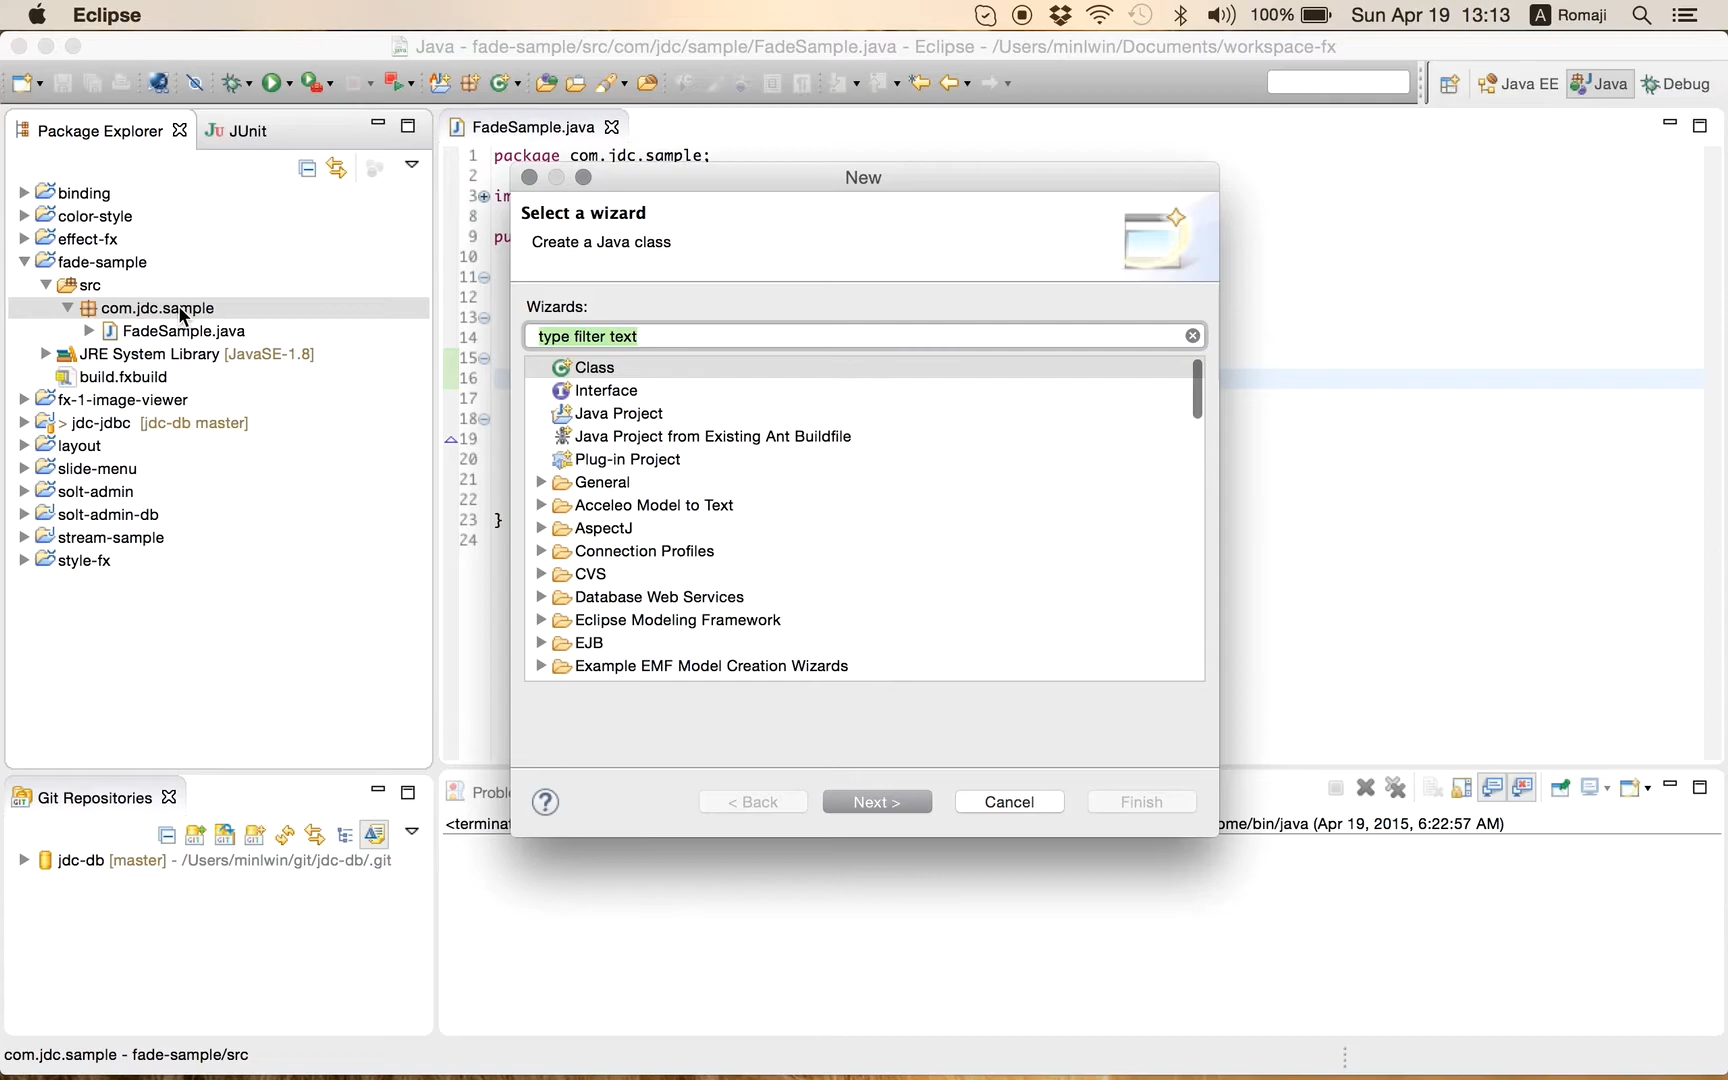 Eclipse
100%
Sun Apr 19 13:13
A Romaji
Java - fade-sample/src/com/jdc/sample/FadeSample.java - Eclipse - /Users/minlwin/Documents/workspace-fx
Java EE
Java
Debug
Package Explorer
JUnit
binding
color-style
effect-fx
fade-sample
src
com.jdc.sample
FadeSample.java
JRE System Library [JavaSE-1.8]
build.fxbuild
fx-1-image-viewer
> jdc-jdbc [jdc-db master]
layout
slide-menu
solt-admin
solt-admin-db
stream-sample
style-fx
FadeSample.java
1 package com.jdc.sample;
2
3 im
8
9 pu
10
11
12
13
14
15
16
17
18
19
20
21
22
23 }
24
New
Select a wizard
Create a Java class
Wizards:
type filter text
Class
Interface
Java Project
Java Project from Existing Ant Buildfile
Plug-in Project
General
Acceleo Model to Text
AspectJ
Connection Profiles
CVS
Database Web Services
Eclipse Modeling Framework
EJB
Example EMF Model Creation Wizards
?
< Back
Next >
Cancel
Finish
Git Repositories
jdc-db [master] - /Users/minlwin/git/jdc-db/.git
Proble
<terminat
ome/bin/java (Apr 19, 2015, 6:22:57 AM)
com.jdc.sample - fade-sample/src